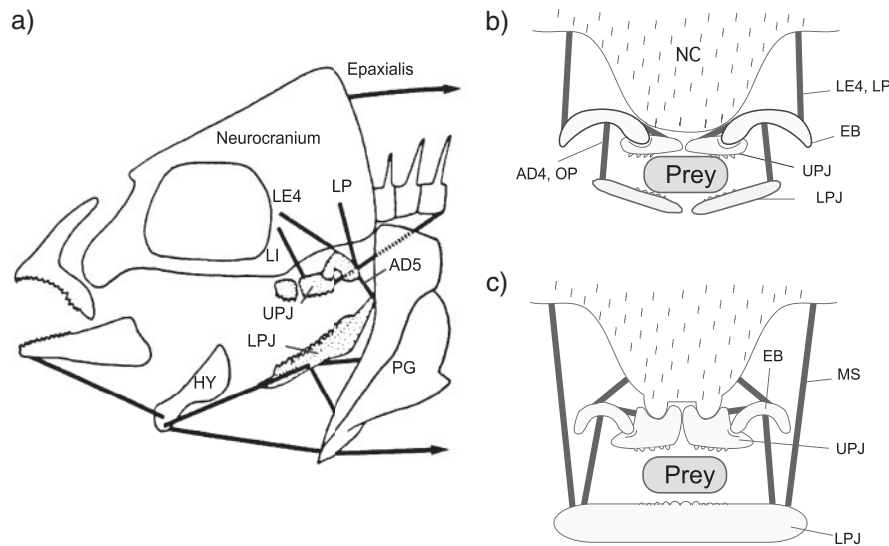 a)
Epaxialis
Neurocranium
LE4
LP
LI
AD5
UPJ
LPJ
HY
PG
b)
NC
LE4, LP
EB
AD4, OP
Prey
UPJ
LPJ
c)
EB
MS
UPJ
Prey
LPJ